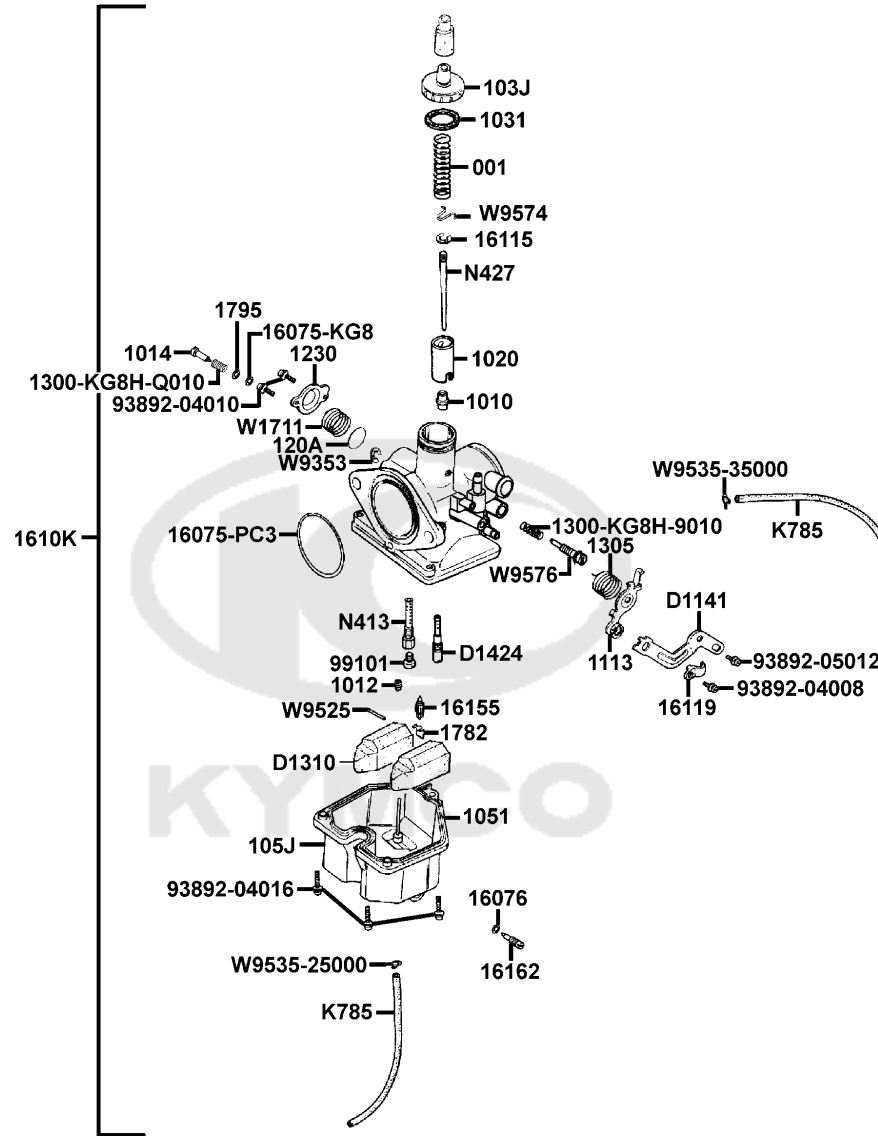 103J
1031
001
W9574
16115
N427
1795
16075-KG8
1014
1230
1020
1300-KG8H-Q010
93892-04010
1010
W1711
120A
W9353
W9535-35000
1610K
16075-PC3
1300-KG8H-9010
K785
1305
W9576
D1141
N413
D1424
99101
1113
93892-05012
1012
93892-04008
W9525
16155
16119
1782
D1310
KYMCO
1051
105J
93892-04016
16076
W9535-25000
16162
K785